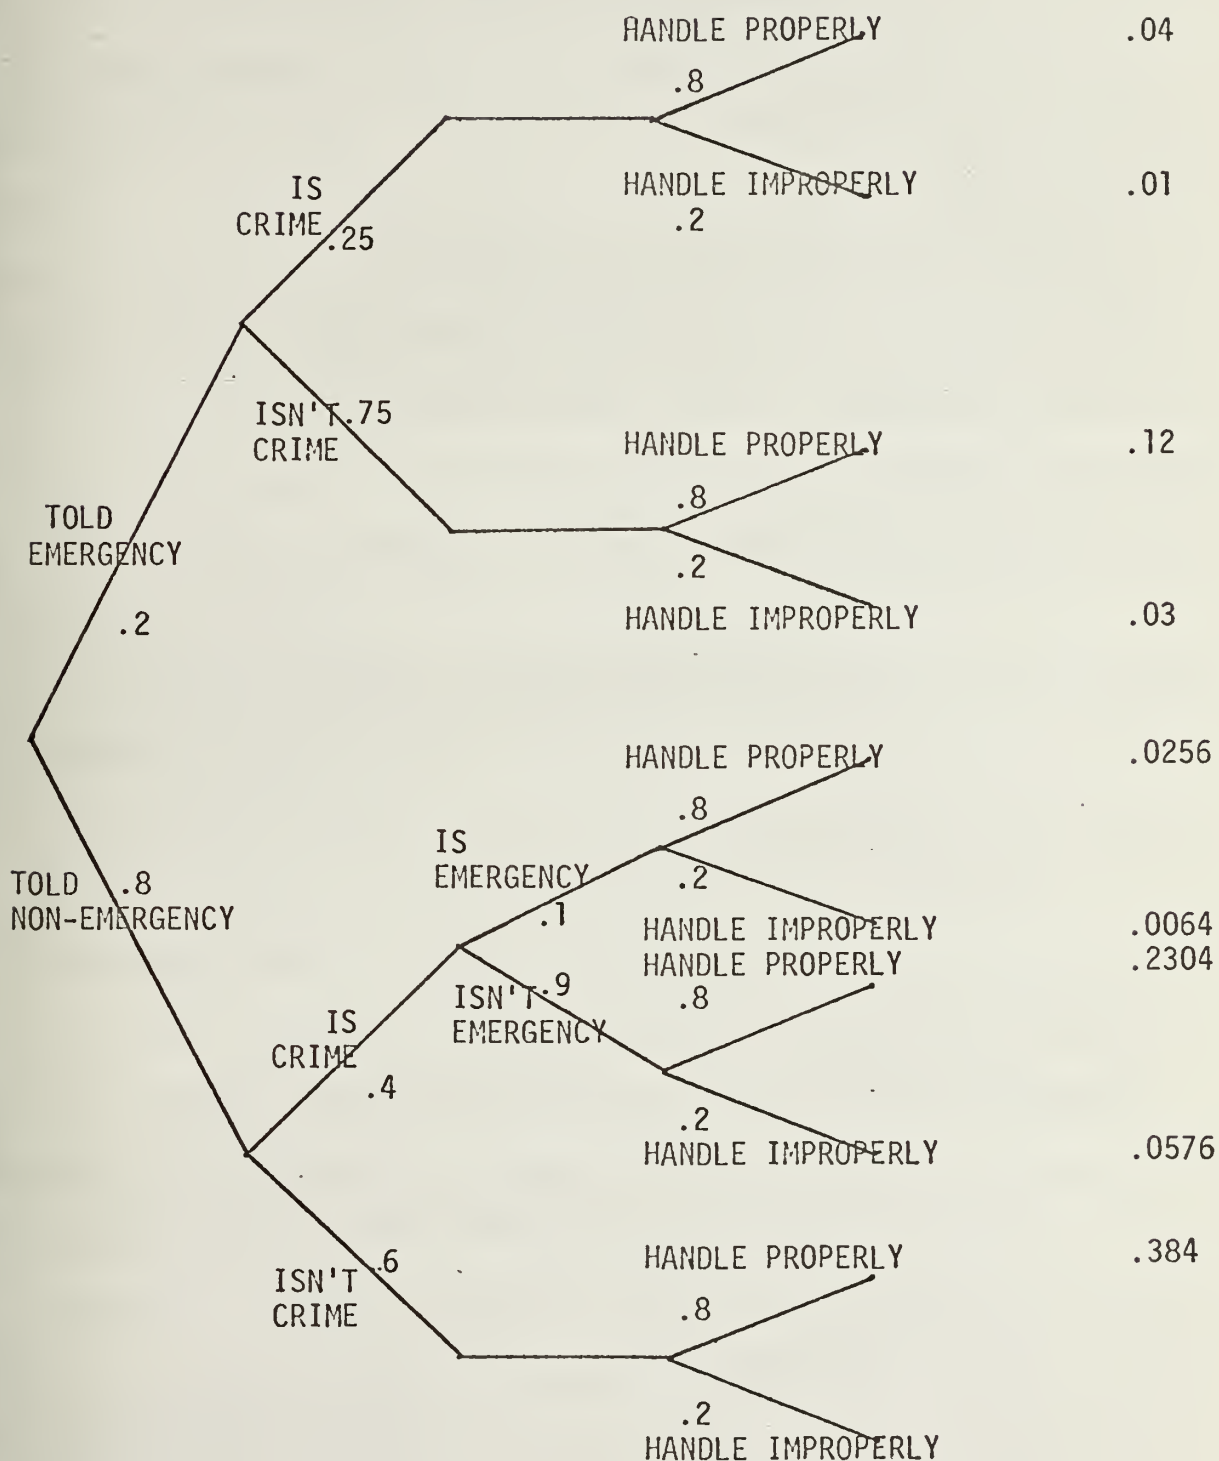 HANDLE PROPERLY .04
.8
IS
CRIME
.25
HANDLE IMPROPERLY .01
.2
ISN'T .75
CRIME
HANDLE PROPERLY .12
.8
TOLD
EMERGENCY
.2
.2
HANDLE IMPROPERLY .03
HANDLE PROPERLY .0256
.8
IS
EMERGENCY
.1
.2
TOLD .8
NON-EMERGENCY
HANDLE IMPROPERLY .0064
HANDLE PROPERLY .2304
ISN'T .9
EMERGENCY
.8
IS
CRIME
.4
.2
HANDLE IMPROPERLY .0576
HANDLE PROPERLY .384
.6
ISN'T
CRIME
.8
.2
HANDLE IMPROPERLY